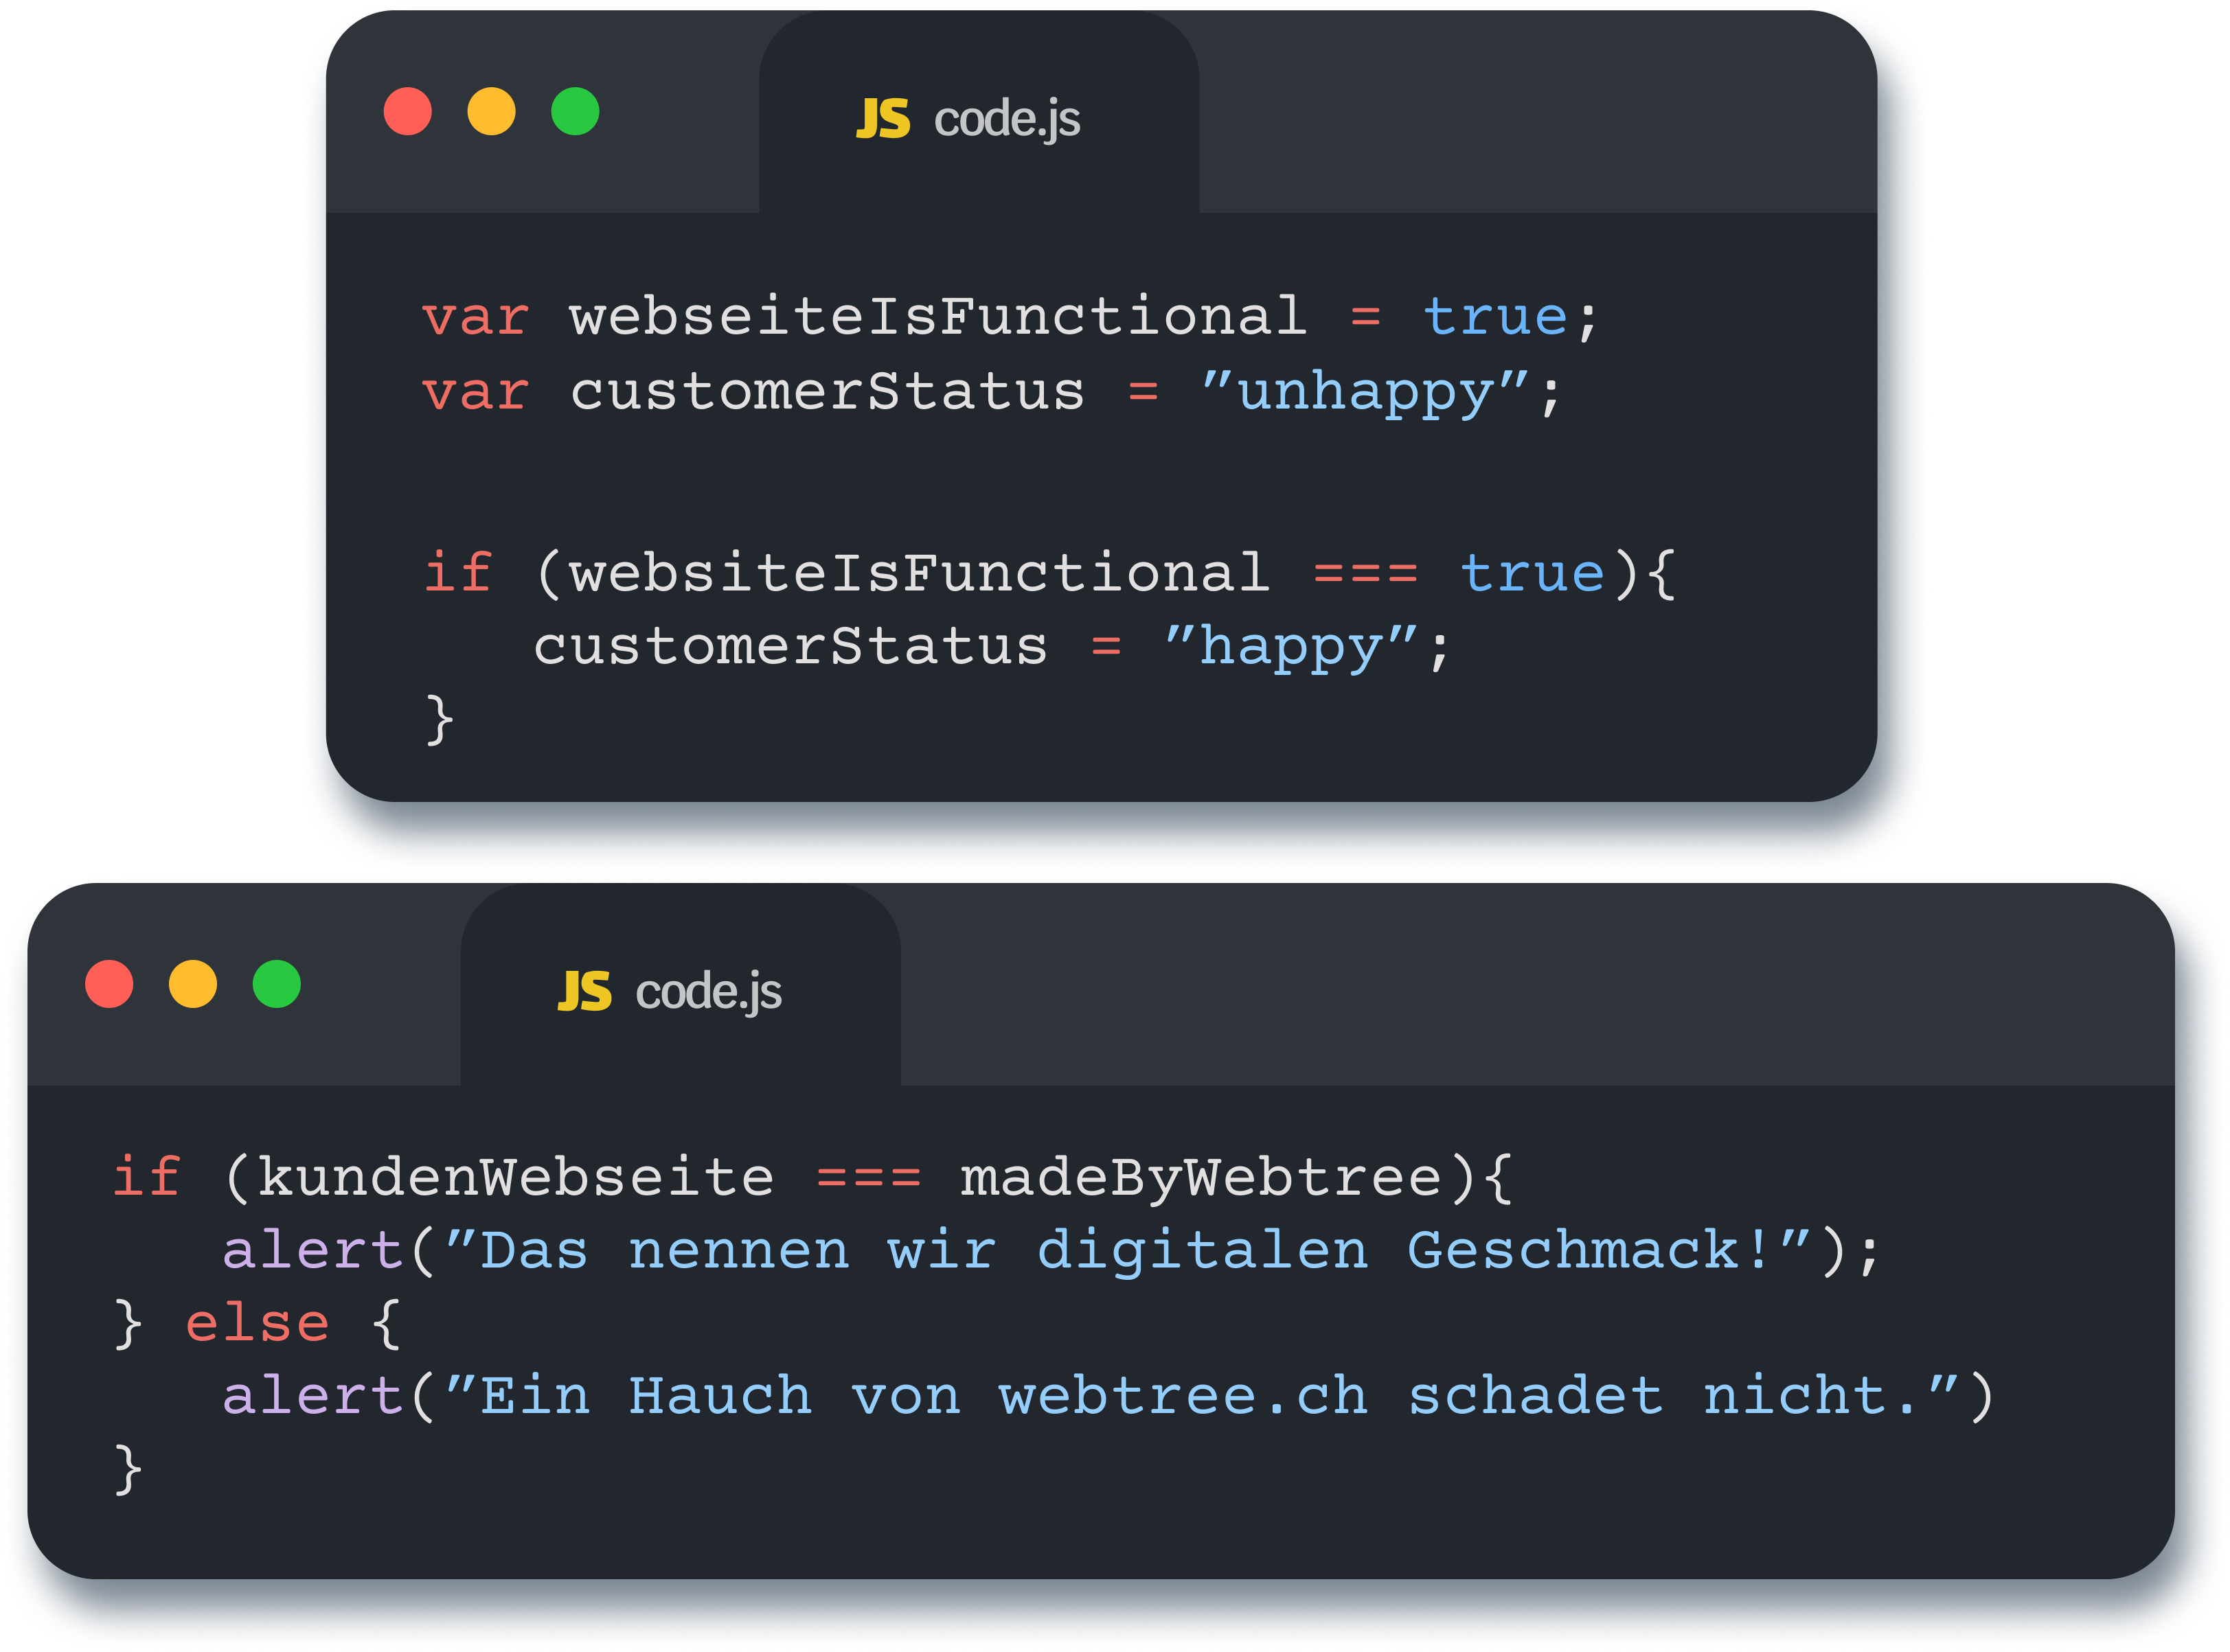 JS code.js
var webseiteIsFunctional = true;
var customerStatus = ”unhappy”;
if (websiteIsFunctional === true){
customerStatus = ”happy”;
}
JS code.js
if (kundenWebseite === madeByWebtree){
alert(”Das nennen wir digitalen Geschmack!”);
} else {
alert(”Ein Hauch von webtree.ch schadet nicht.”)
}